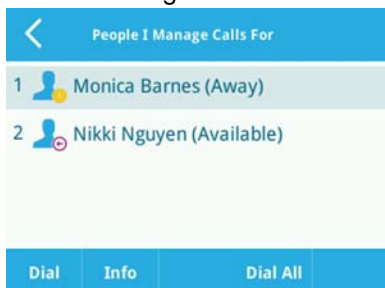 People I Manage Calls For
1 Monica Barnes (Away)
2 Nikki Nguyen (Available)
Dial Info Dial All